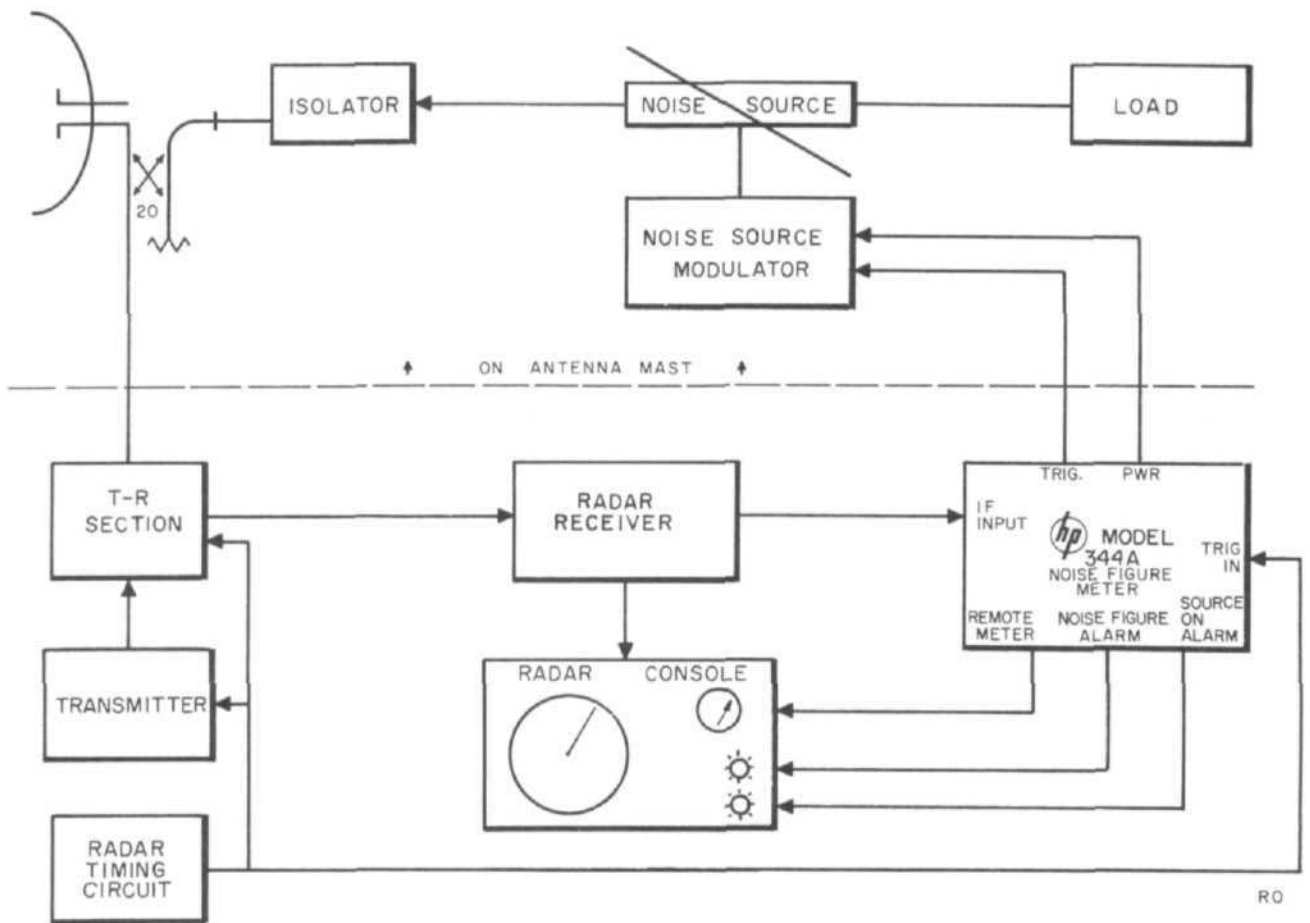 ISOLATOR
NOISE SOURCE
LOAD
20
NOISE SOURCE
MODULATOR
ON ANTENNA MAST
T-R
SECTION
RADAR
RECEIVER
TRIG.
PWR
IF
INPUT
hp MODEL
344A
NOISE FIGURE
METER
TRIG
IN
REMOTE
METER
NOISE FIGURE
ALARM
SOURCE
ON
ALARM
TRANSMITTER
RADAR CONSOLE
RADAR
TIMING
CIRCUIT
RO